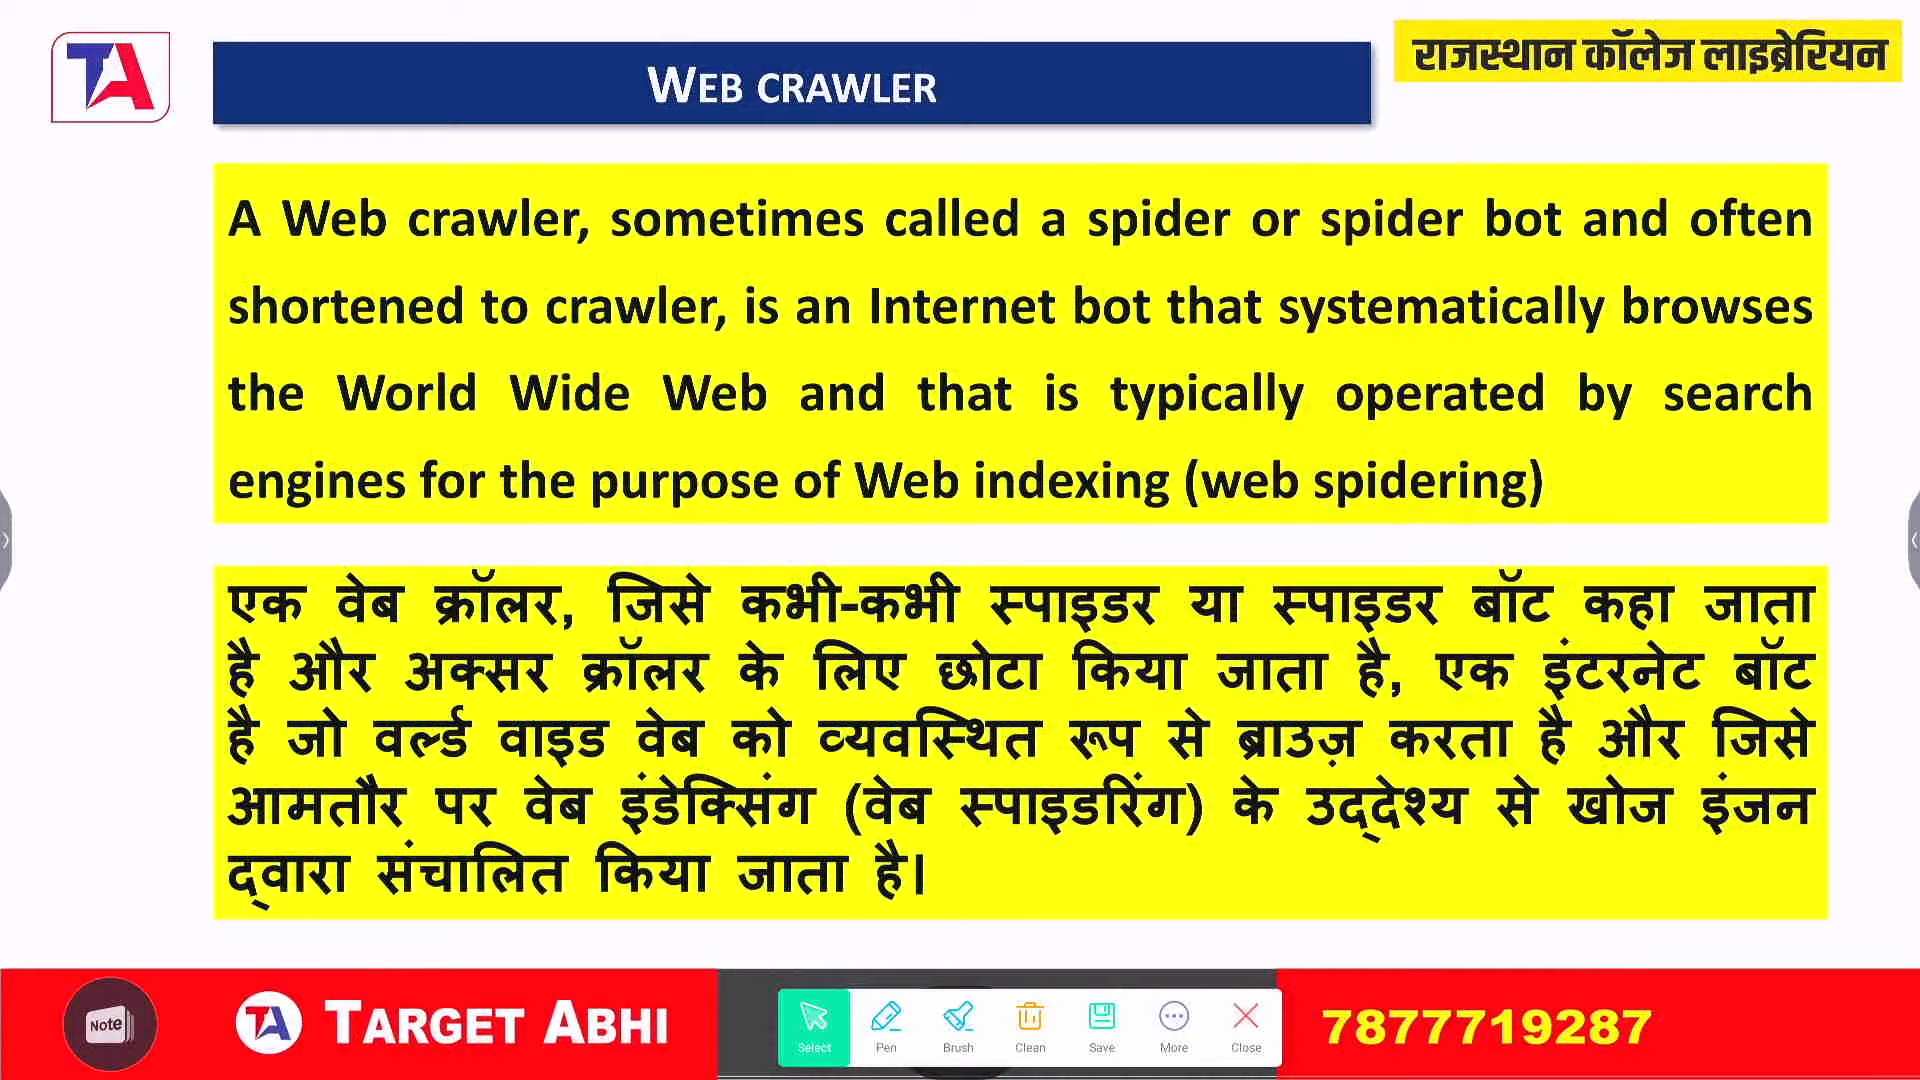 TA
WEB CRAWLER
राजस्थान कॉलेज लाइब्रेरियन
A Web crawler, sometimes called a spider or spider bot and often
shortened to crawler, is an Internet bot that systematically browses
the World Wide Web and that is typically operated by search
engines for the purpose of Web indexing (web spidering)
एक वेब क्रॉलर, जिसे कभी-कभी स्पाइडर या स्पाइडर बॉट कहा जाता
है और अक्सर क्रॉलर के लिए छोटा किया जाता है, एक इंटरनेट बॉट
है जो वर्ल्ड वाइड वेब को व्यवस्थित रूप से ब्राउज़ करता है और जिसे
आमतौर पर वेब इंडेक्सिंग (वेब स्पाइडरिंग) के उद्देश्य से खोज इंजन
द्वारा संचालित किया जाता है।
Note
TA TARGET ABHI
Select Pen Brush Clean Save More Close
7877719287